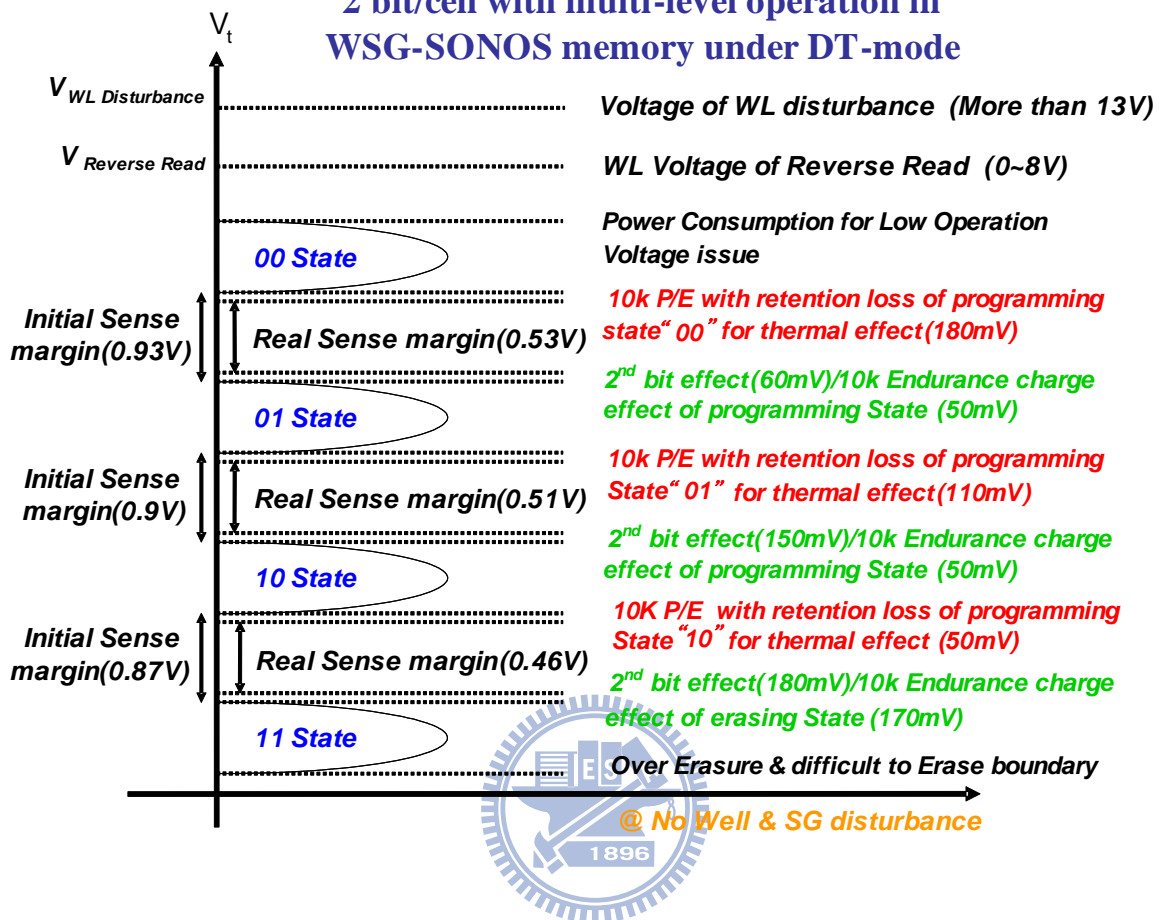 2 bit/cell with multi-level operation in
WSG-SONOS memory under DT-mode
Vt
V WL Disturbance
Voltage of WL disturbance (More than 13V)
V Reverse Read
WL Voltage of Reverse Read (0~8V)
Power Consumption for Low Operation
Voltage issue
00 State
Initial Sense
margin(0.93V)
Real Sense margin(0.53V)
10k P/E with retention loss of programming
state“00” for thermal effect(180mV)
2nd bit effect(60mV)/10k Endurance charge
effect of programming State (50mV)
01 State
Initial Sense
margin(0.9V)
Real Sense margin(0.51V)
10k P/E with retention loss of programming
State“01” for thermal effect(110mV)
2nd bit effect(150mV)/10k Endurance charge
effect of programming State (50mV)
10 State
Initial Sense
margin(0.87V)
Real Sense margin(0.46V)
10K P/E with retention loss of programming
State“10” for thermal effect (50mV)
2nd bit effect(180mV)/10k Endurance charge
effect of erasing State (170mV)
11 State
Over Erasure & difficult to Erase boundary
@ No Well & SG disturbance
ES
1896